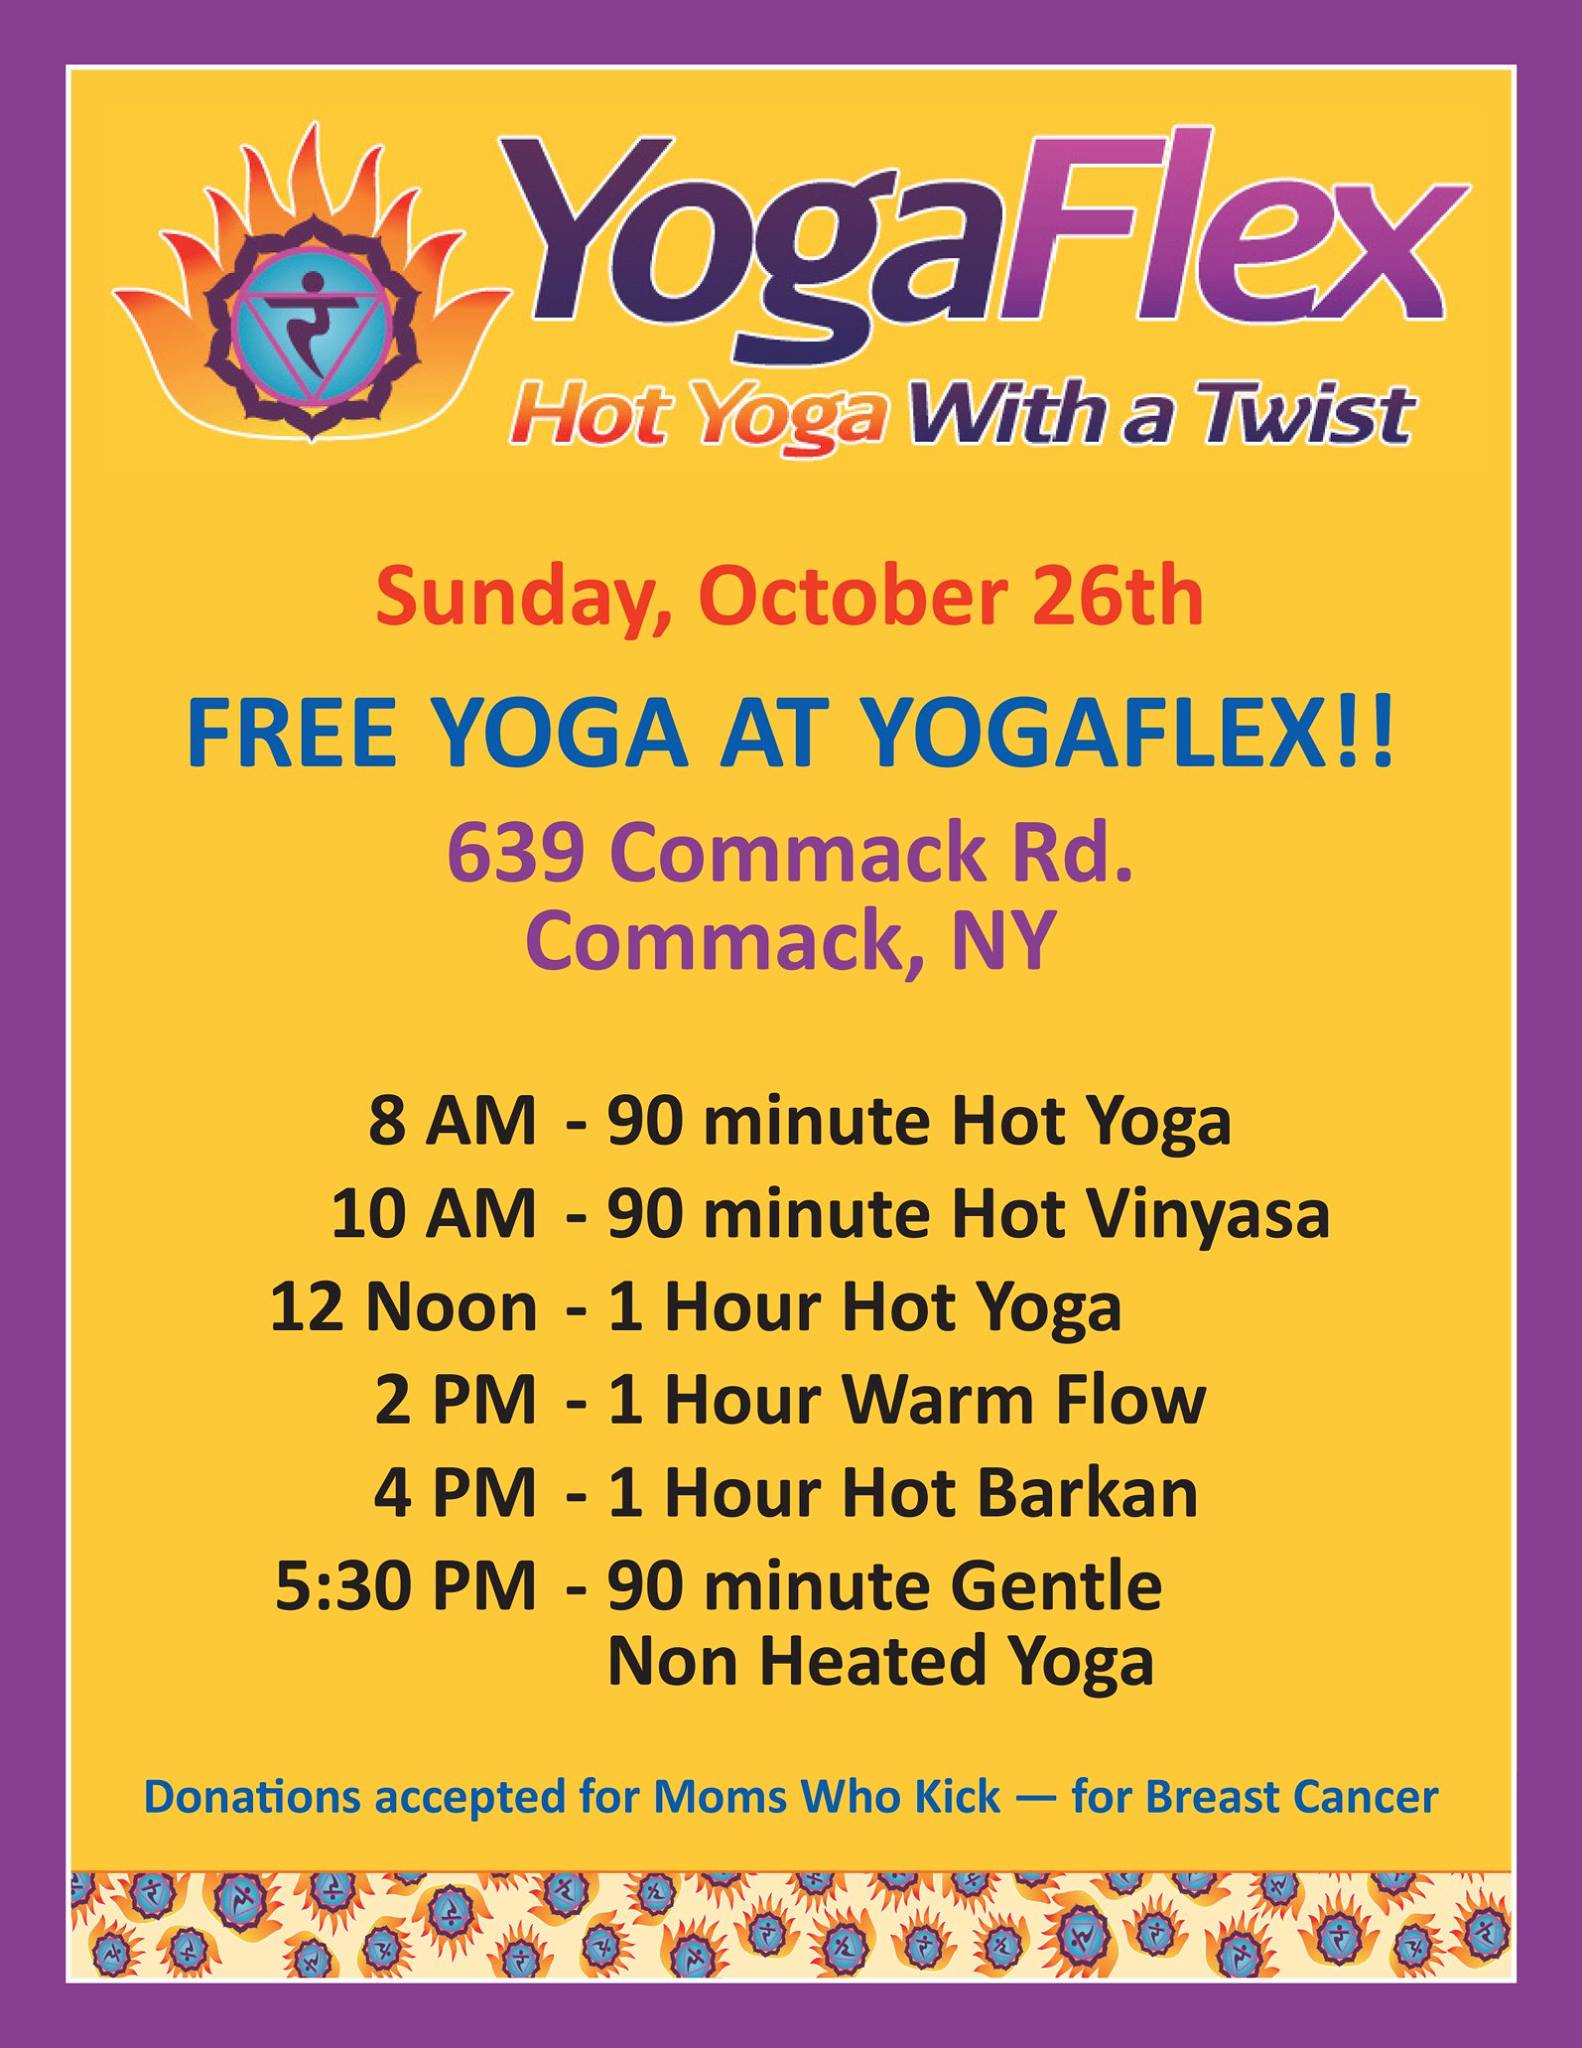 YogaFlex
Hot Yoga With a Twist
Sunday, October 26th
FREE YOGA AT YOGAFLEX!!
639 Commack Rd.
Commack, NY
8 AM - 90 minute Hot Yoga
10 AM - 90 minute Hot Vinyasa
12 Noon - 1 Hour Hot Yoga
2 PM - 1 Hour Warm Flow
4 PM - 1 Hour Hot Barkan
5:30 PM - 90 minute Gentle
Non Heated Yoga
Donations accepted for Moms Who Kick — for Breast Cancer